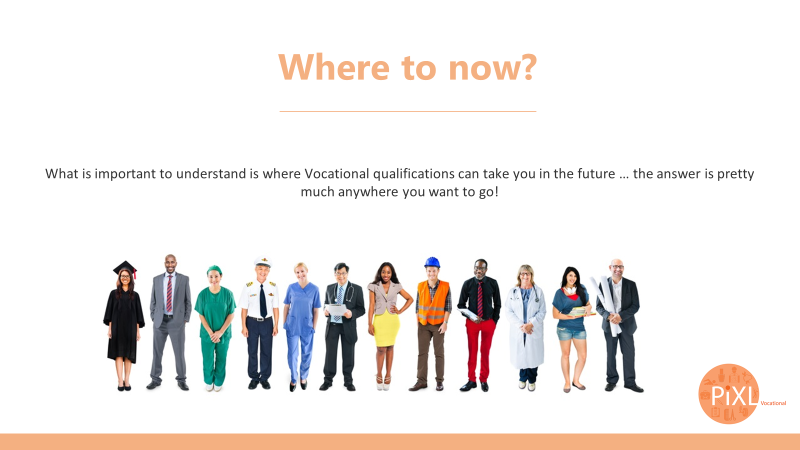 Where to now?
What is important to understand is where Vocational qualifications can take you in the future … the answer is pretty
much anywhere you want to go!
PiXL
Vocational